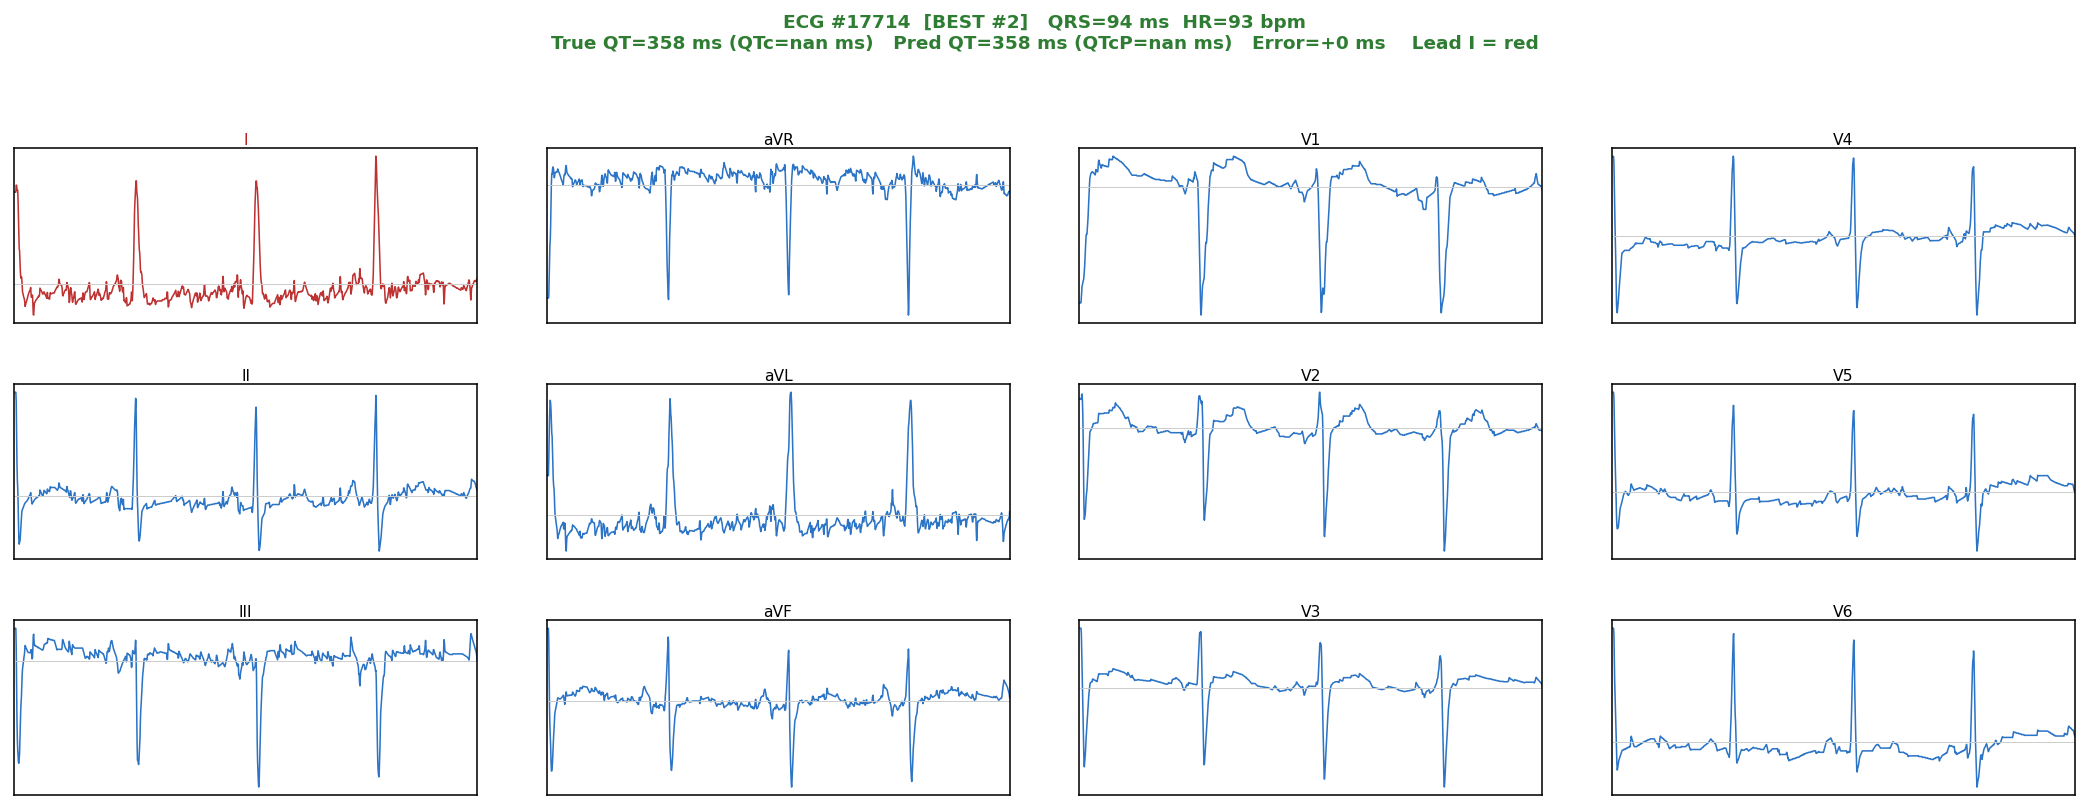 ECG #17714 [BEST #2] QRS=94 ms HR=93 bpm
True QT=358 ms (QTc=nan ms) Pred QT=358 ms (QTcP=nan ms) Error=+0 ms Lead I = red
I
aVR
V1
V4
II
aVL
V2
V5
III
aVF
V3
V6